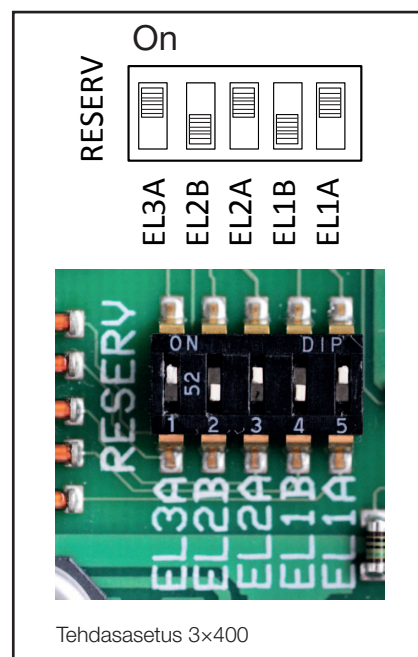 On
RESERV
EL3A
EL2B
EL2A
EL1B
EL1A
ON DIP
52
1 2 3 4 5
RESERV
EL3A
EL2B
EL2A
EL1B
EL1A
Tehdasasetus 3×400